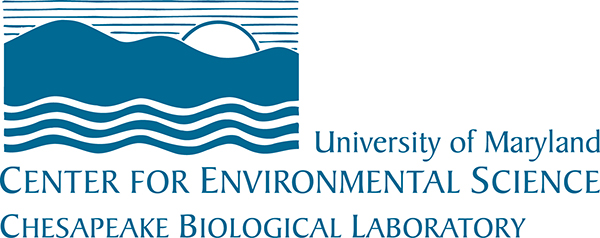 University of Maryland
CENTER FOR ENVIRONMENTAL SCIENCE
CHESAPEAKE BIOLOGICAL LABORATORY